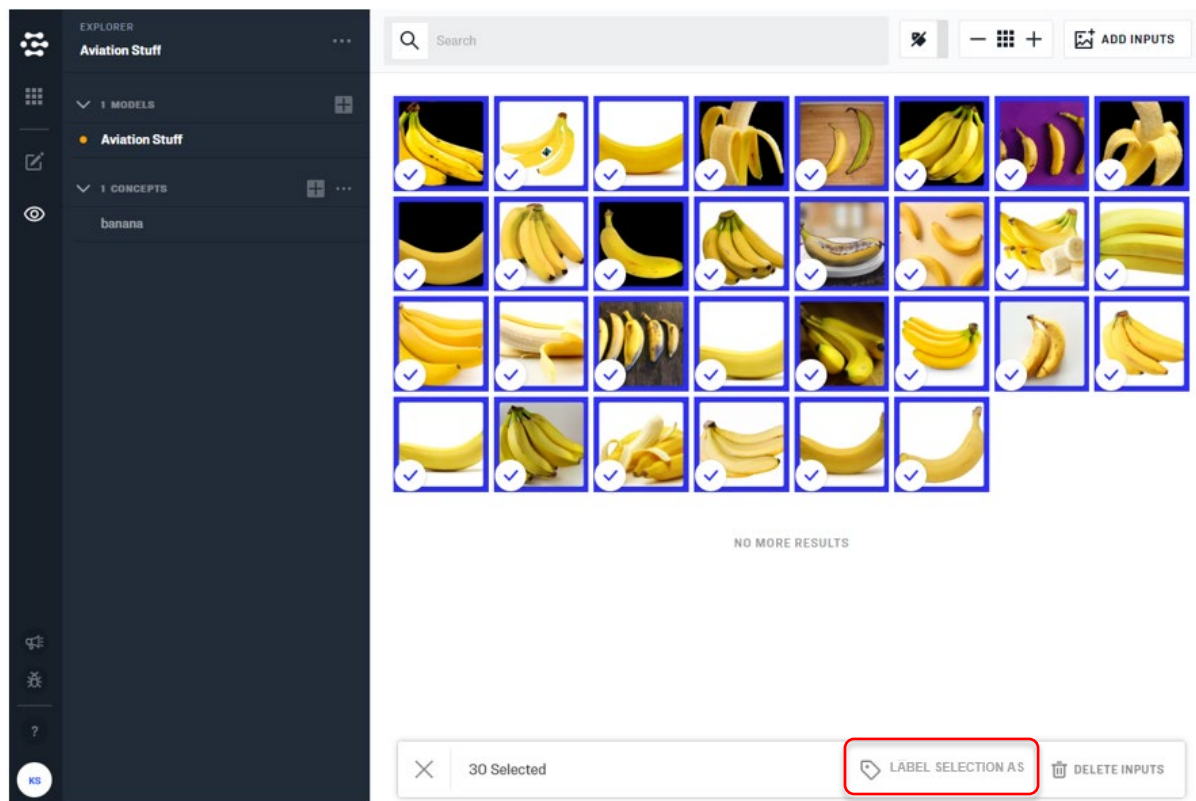 EXPLORER
Aviation Stuff
Search
ADD INPUTS
1 MODELS
Aviation Stuff
1 CONCEPTS
banana
NO MORE RESULTS
?
KS
30 Selected
LABEL SELECTION AS
DELETE INPUTS